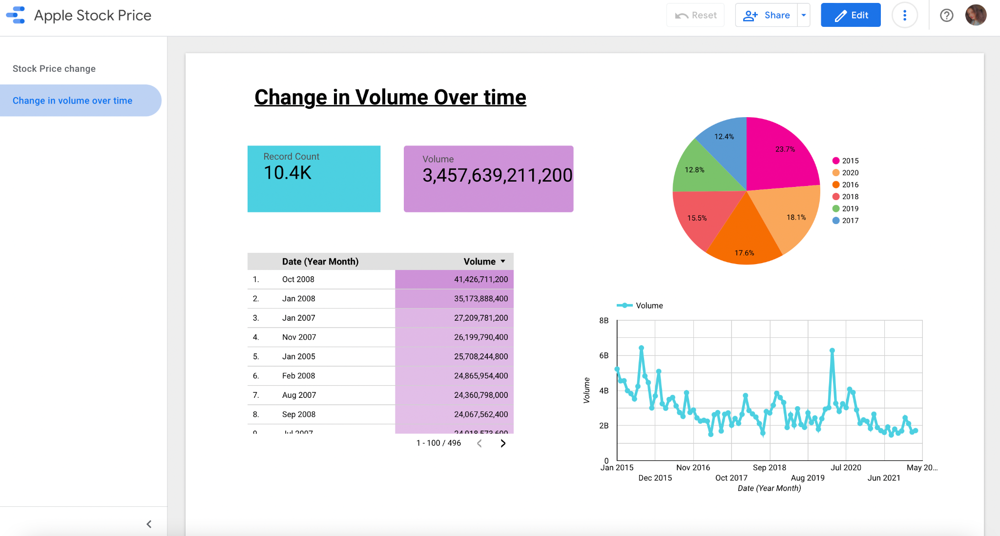 Apple Stock Price
Reset
Share
Edit
Stock Price change
Change in volume over time
Change in Volume Over time
Record Count
10.4K
Volume
3,457,639,211,200
12.4%
23.7%
12.8%
15.5%
18.1%
17.6%
2015
2020
2016
2018
2019
2017
Date (Year Month) Volume
1. Oct 2008 41,426,711,200
2. Jan 2008 35,173,888,400
3. Jan 2007 27,209,781,200
4. Nov 2007 26,199,790,400
5. Jan 2005 25,708,244,800
6. Feb 2008 24,865,954,400
7. Aug 2007 24,360,798,000
8. Sep 2008 24,067,562,400
9. Jul 2007 24,018,573,600
1 - 100 / 496
Volume
8B
6B
4B
2B
0
Volume
Jan 2015 Nov 2016 Sep 2018 Jul 2020 May 20...
Dec 2015 Oct 2017 Aug 2019 Jun 2021
Date (Year Month)